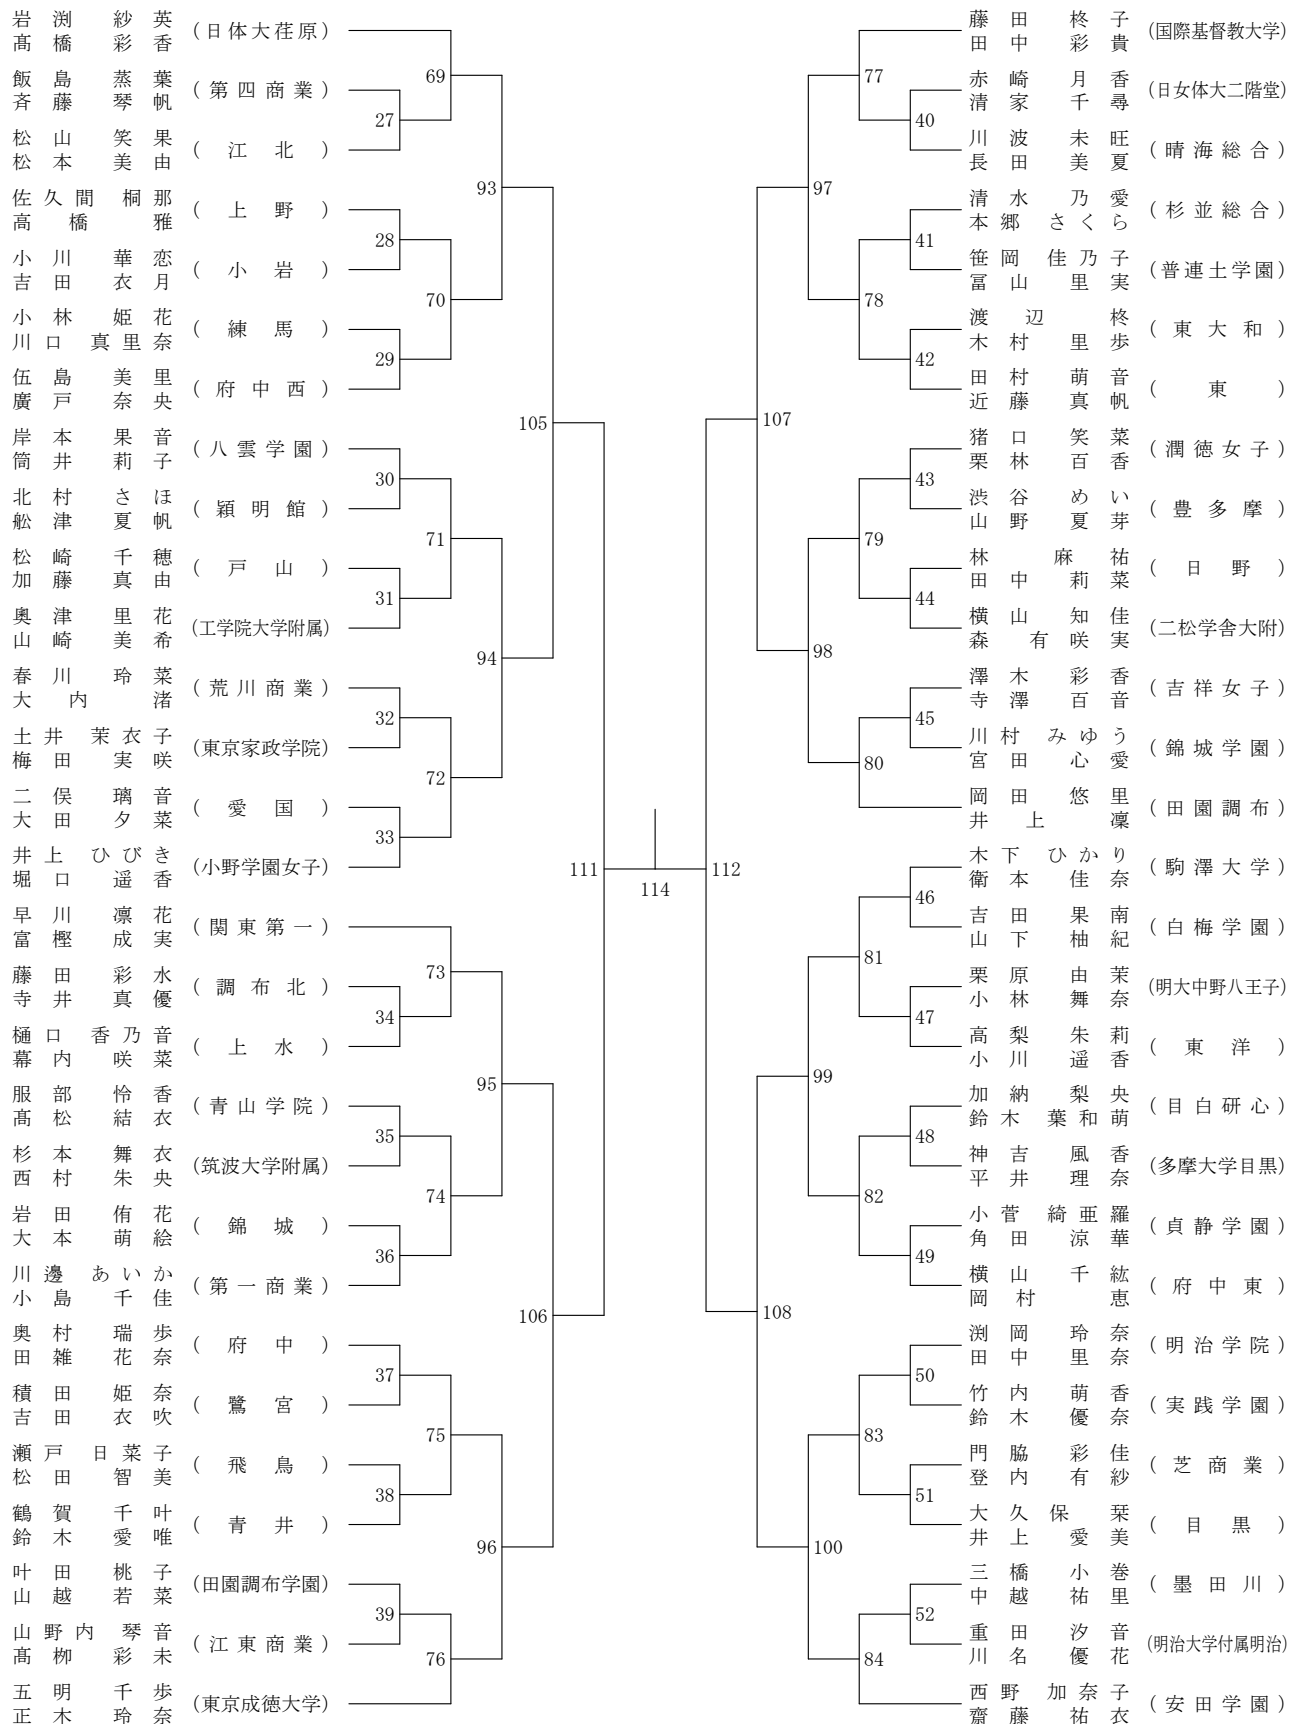 岩渕 紗英
髙橋 彩香
(日体大荏原)
69
飯島 蒸葉
斉藤 琴帆
(第四商業)
27
松山 笑果
松本 美由
(江北)
93
佐久間 桐那
高橋 雅
(上野)
28
小川 華恋
吉田 衣月
(小岩)
70
小林 姫花
川口 真里奈
(練馬)
29
伍島 美里
廣戸 奈央
(府中西)
105
岸本 果音
筒井 莉子
(八雲学園)
30
北村 さほ
舩津 夏帆
(穎明館)
71
松崎 千穂
加藤 真由
(戸山)
31
奥津 里花
山崎 美希
(工学院大学附属)
94
春川 玲菜
大内 渚
(荒川商業)
32
土井 茉衣子
梅田 実咲
(東京家政学院)
72
二俣 璃音
大田 夕菜
(愛国)
33
井上 ひびき
堀口 遥香
(小野学園女子)
111
早川 凛花
富樫 成実
(関東第一)
73
藤田 彩水
寺井 真優
(調布北)
34
樋口 香乃音
幕内 咲菜
(上水)
95
服部 怜香
髙松 結衣
(青山学院)
35
杉本 舞衣
西村 朱央
(筑波大学附属)
74
岩田 侑花
大本 萌絵
(錦城)
36
川邊 あいか
小島 千佳
(第一商業)
106
奥村 瑞歩
田雑 花奈
(府中)
37
積田 姫奈
吉田 衣吹
(鷺宮)
75
瀬戸 日菜子
松田 智美
(飛鳥)
38
鶴賀 千叶
鈴木 愛唯
(青井)
96
叶田 桃子
山越 若菜
(田園調布学園)
39
山野内 琴音
髙栁 彩未
(江東商業)
76
五明 千歩
正木 玲奈
(東京成徳大学)
114
藤田 柊子
田中 彩貴
(国際基督教大学)
77
赤崎 月香
清家 千尋
(日女体大二階堂)
40
川波 未旺
長田 美夏
(晴海総合)
97
清水 乃愛
本郷 さくら
(杉並総合)
41
笹岡 佳乃子
冨山 里実
(普連土学園)
78
渡辺 柊
木村 里歩
(東大和)
42
田村 萌音
近藤 真帆
(東)
107
猪口 笑菜
栗林 百香
(潤徳女子)
43
渋谷 めい
山野 夏芽
(豊多摩)
79
林 麻祐
田中 莉菜
(日野)
44
横山 知佳
森 有咲実
(二松学舎大附)
98
澤木 彩香
寺澤 百音
(吉祥女子)
45
川村 みゆう
宮田 心愛
(錦城学園)
80
岡田 悠里
井上 凜
(田園調布)
112
木下 ひかり
衛本 佳奈
(駒澤大学)
46
吉田 果南
山下 柚紀
(白梅学園)
81
栗原 由茉
小林 舞奈
(明大中野八王子)
47
高梨 朱莉
小川 遥香
(東洋)
99
加納 梨央
鈴木 葉和萌
(目白研心)
48
神吉 風香
平井 理奈
(多摩大学目黒)
82
小菅 綺亜羅
角田 涼華
(貞静学園)
49
横山 千紘
岡村 恵
(府中東)
108
渕岡 玲奈
田中 里奈
(明治学院)
50
竹内 萌香
鈴木 優奈
(実践学園)
83
門脇 彩佳
登内 有紗
(芝商業)
51
大久保 栞
井上 愛美
(目黒)
100
三橋 小巻
中越 祐里
(墨田川)
52
重田 汐音
川名 優花
(明治大学付属明治)
84
西野 加奈子
齋藤 祐衣
(安田学園)